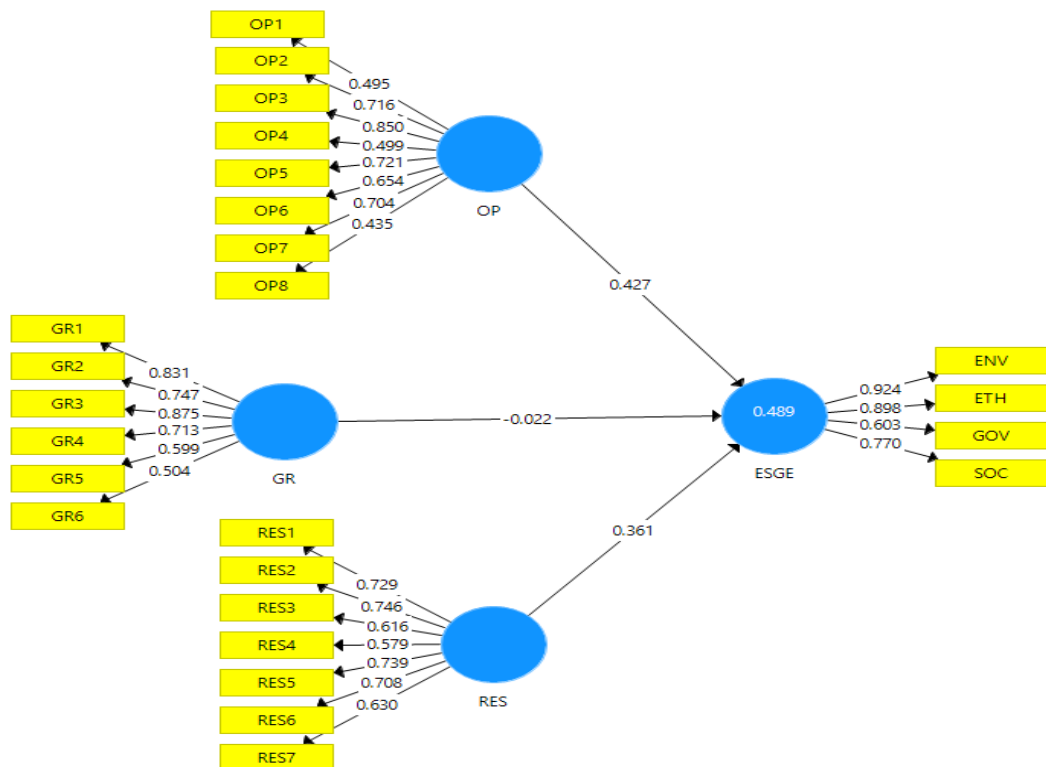 OP1
OP2
OP3
OP4
OP5
OP6
OP7
OP8
0.495
0.716
0.850
0.499
0.721
0.654
0.704
0.435
OP
0.427
GR1
GR2
GR3
GR4
GR5
GR6
0.831
0.747
0.875
0.713
0.599
0.504
GR
-0.022
0.489
ESGE
0.924
0.898
0.603
0.770
ENV
ETH
GOV
SOC
0.361
RES1
RES2
RES3
RES4
RES5
RES6
RES7
0.729
0.746
0.616
0.579
0.739
0.708
0.630
RES